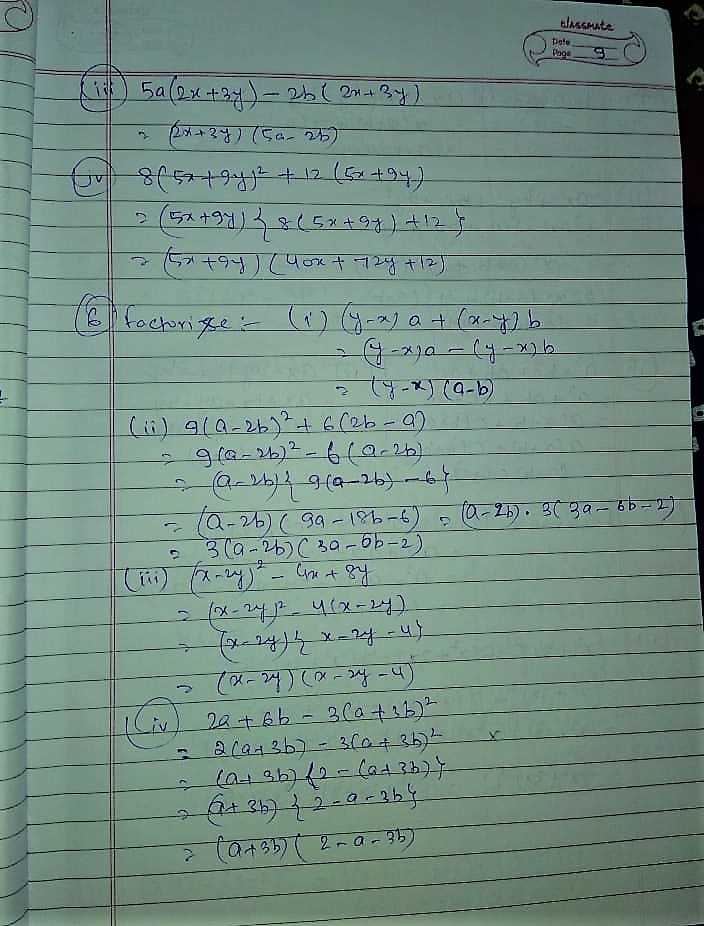 classmate
Date
Page 9
(iii) 5a(2x+3y) - 2b(2x+3y)
= (2x+3y) (5a-2b)
(iv) 8(5x+9y)² + 12(5x+9y)
= (5x+9y) { 8(5x+9y) +12 }
= (5x+9y) (40x + 72y +12)
(6) factorize :- (i) (y-x) a + (x-y) b
= (y-x)a - (y-x)b
= (y-x) (a-b)
(ii) 9(a-2b)² + 6(2b-a)
= 9(a-2b)² - 6(a-2b)
= (a-2b) { 9(a-2b) - 6}
= (a-2b) ( 9a-18b-6) = (a-2b) . 3( 3a - 6b - 2)
= 3(a-2b) ( 3a-6b-2)
(iii) (x-2y)² - 4x + 8y
= (x-2y)² - 4(x-2y)
= (x-2y) { x-2y-4}
= (x-2y) (x-2y-4)
(iv) 2a + 6b - 3(a+3b)²
= 2(a+3b) - 3(a+3b)² x
= (a+3b) {2 - (a+3b)}
= (a+3b) { 2-a-3b}
= (a+3b) ( 2-a-3b)